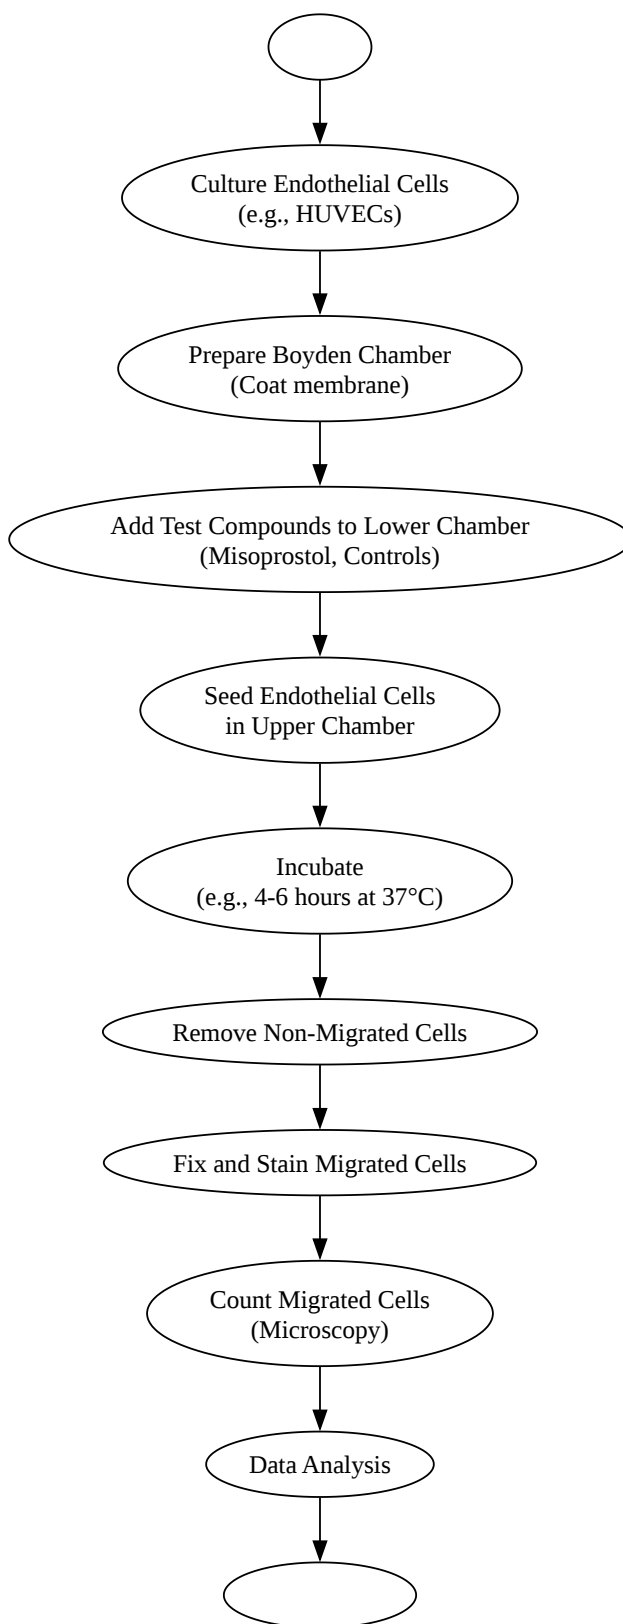 Culture Endothelial Cells
(e.g., HUVECs)
Prepare Boyden Chamber
(Coat membrane)
Add Test Compounds to Lower Chamber
(Misoprostol, Controls)
Seed Endothelial Cells
in Upper Chamber
Incubate
(e.g., 4-6 hours at 37°C)
Remove Non-Migrated Cells
Fix and Stain Migrated Cells
Count Migrated Cells
(Microscopy)
Data Analysis